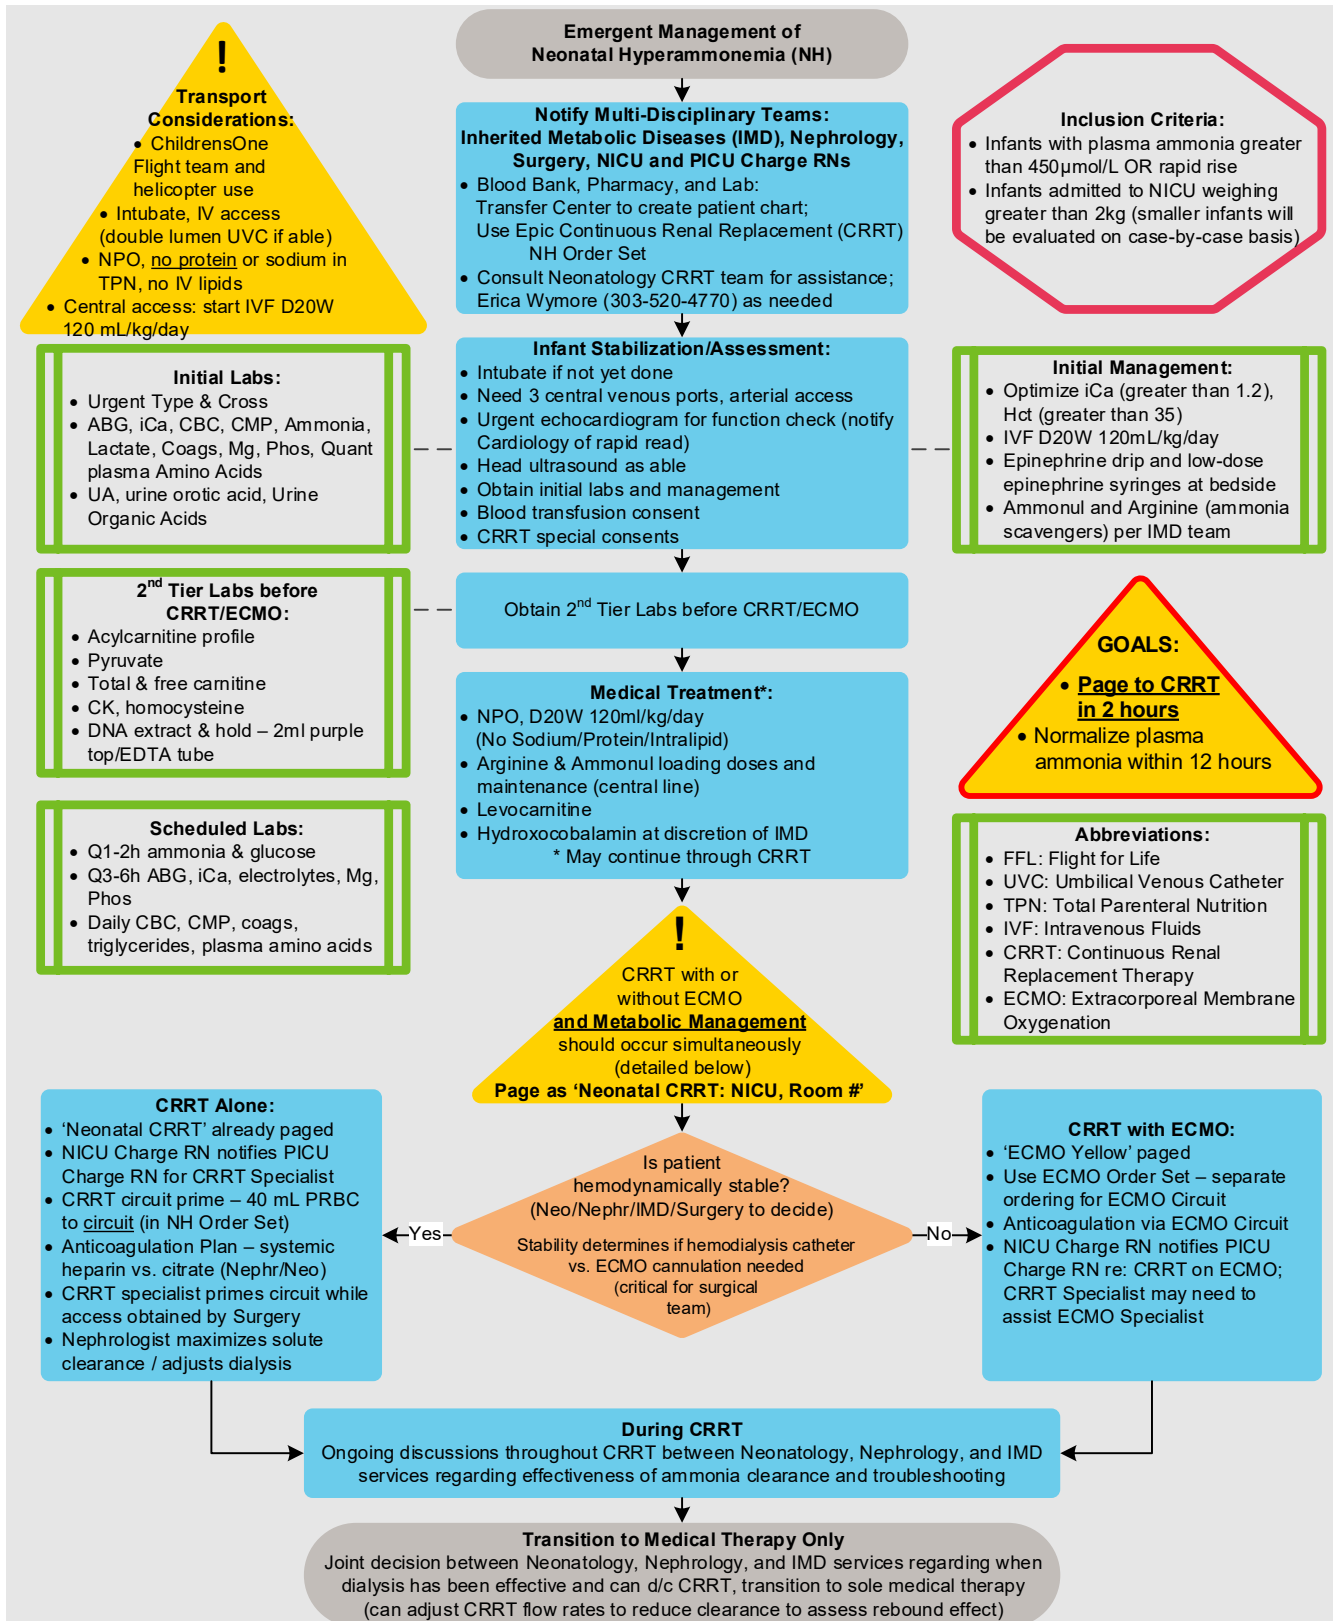 Emergent Management of
Neonatal Hyperammonemia (NH)
!
Transport
Considerations:
• ChildrensOne
Flight team and
helicopter use
• Intubate, IV access
(double lumen UVC if able)
• NPO, no protein or sodium in
TPN, no IV lipids
• Central access: start IVF D20W
120 mL/kg/day
Notify Multi-Disciplinary Teams:
Inherited Metabolic Diseases (IMD), Nephrology,
Surgery, NICU and PICU Charge RNs
• Blood Bank, Pharmacy, and Lab:
Transfer Center to create patient chart;
Use Epic Continuous Renal Replacement (CRRT)
NH Order Set
• Consult Neonatology CRRT team for assistance;
Erica Wymore (303-520-4770) as needed
Inclusion Criteria:
• Infants with plasma ammonia greater
than 450µmol/L OR rapid rise
• Infants admitted to NICU weighing
greater than 2kg (smaller infants will
be evaluated on case-by-case basis)
Initial Labs:
• Urgent Type & Cross
• ABG, iCa, CBC, CMP, Ammonia,
Lactate, Coags, Mg, Phos, Quant
plasma Amino Acids
• UA, urine orotic acid, Urine
Organic Acids
Infant Stabilization/Assessment:
• Intubate if not yet done
• Need 3 central venous ports, arterial access
• Urgent echocardiogram for function check (notify
Cardiology of rapid read)
• Head ultrasound as able
• Obtain initial labs and management
• Blood transfusion consent
• CRRT special consents
Initial Management:
• Optimize iCa (greater than 1.2),
Hct (greater than 35)
• IVF D20W 120mL/kg/day
• Epinephrine drip and low-dose
epinephrine syringes at bedside
• Ammonul and Arginine (ammonia
scavengers) per IMD team
2nd Tier Labs before
CRRT/ECMO:
• Acylcarnitine profile
• Pyruvate
• Total & free carnitine
• CK, homocysteine
• DNA extract & hold – 2ml purple
top/EDTA tube
Obtain 2nd Tier Labs before CRRT/ECMO
GOALS:
• Page to CRRT
in 2 hours
• Normalize plasma
ammonia within 12 hours
Medical Treatment*:
• NPO, D20W 120ml/kg/day
(No Sodium/Protein/Intralipid)
• Arginine & Ammonul loading doses and
maintenance (central line)
• Levocarnitine
• Hydroxocobalamin at discretion of IMD
* May continue through CRRT
Scheduled Labs:
• Q1-2h ammonia & glucose
• Q3-6h ABG, iCa, electrolytes, Mg,
Phos
• Daily CBC, CMP, coags,
triglycerides, plasma amino acids
Abbreviations:
• FFL: Flight for Life
• UVC: Umbilical Venous Catheter
• TPN: Total Parenteral Nutrition
• IVF: Intravenous Fluids
• CRRT: Continuous Renal
Replacement Therapy
• ECMO: Extracorporeal Membrane
Oxygenation
!
CRRT with or
without ECMO
and Metabolic Management
should occur simultaneously
(detailed below)
Page as ‘Neonatal CRRT: NICU, Room #’
CRRT Alone:
• ‘Neonatal CRRT’ already paged
• NICU Charge RN notifies PICU
Charge RN for CRRT Specialist
• CRRT circuit prime – 40 mL PRBC
to circuit (in NH Order Set)
• Anticoagulation Plan – systemic
heparin vs. citrate (Nephr/Neo)
• CRRT specialist primes circuit while
access obtained by Surgery
• Nephrologist maximizes solute
clearance / adjusts dialysis
Yes
Is patient
hemodynamically stable?
(Neo/Nephr/IMD/Surgery to decide)
Stability determines if hemodialysis catheter
vs. ECMO cannulation needed
(critical for surgical
team)
No
CRRT with ECMO:
• ‘ECMO Yellow’ paged
• Use ECMO Order Set – separate
ordering for ECMO Circuit
• Anticoagulation via ECMO Circuit
• NICU Charge RN notifies PICU
Charge RN re: CRRT on ECMO;
CRRT Specialist may need to
assist ECMO Specialist
During CRRT
Ongoing discussions throughout CRRT between Neonatology, Nephrology, and IMD
services regarding effectiveness of ammonia clearance and troubleshooting
Transition to Medical Therapy Only
Joint decision between Neonatology, Nephrology, and IMD services regarding when
dialysis has been effective and can d/c CRRT, transition to sole medical therapy
(can adjust CRRT flow rates to reduce clearance to assess rebound effect)